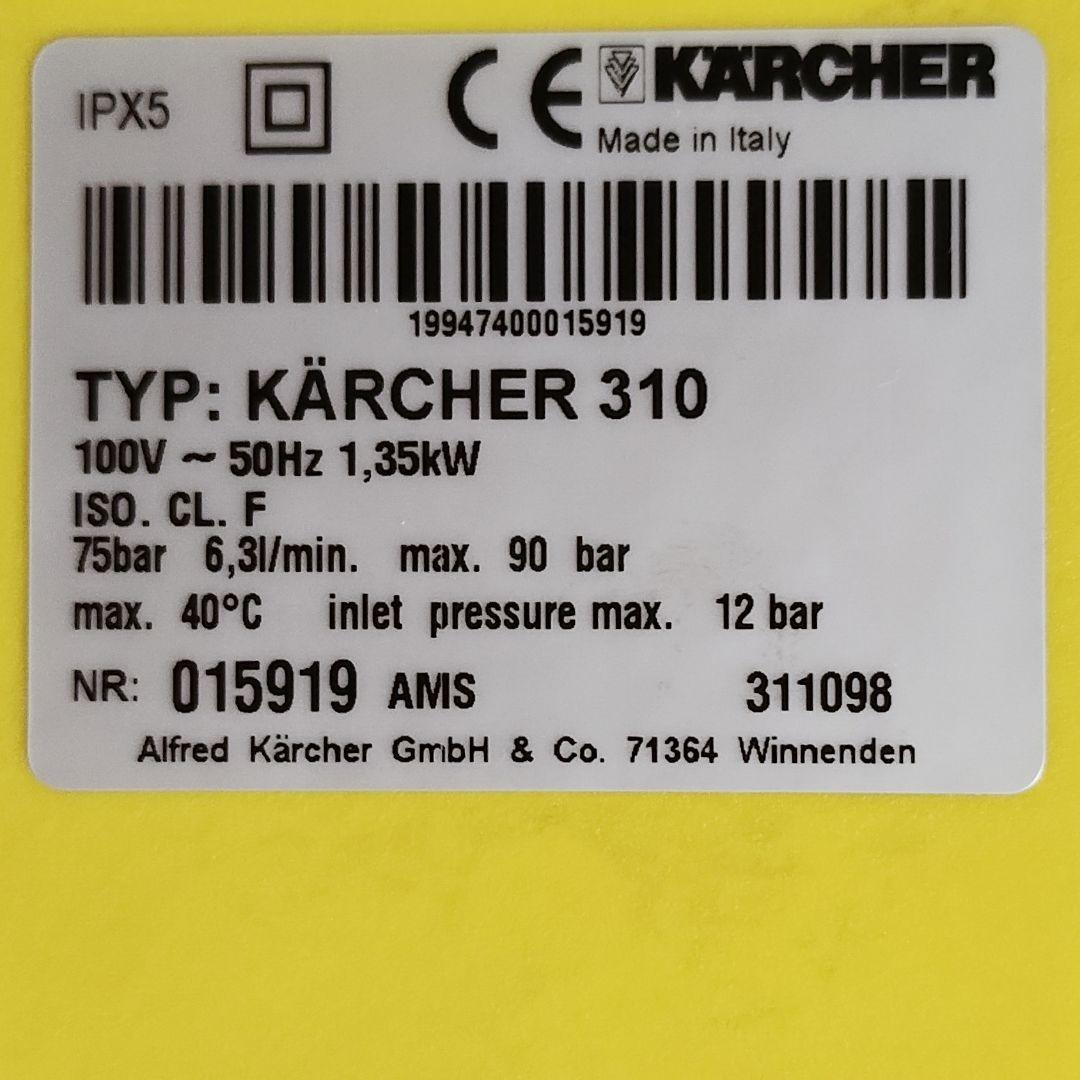 IPX5
CE
KÄRCHER
Made in Italy
19947400015919
TYP: KÄRCHER 310
100V ~ 50Hz 1,35kW
ISO. CL. F
75bar 6,3l/min. max. 90 bar
max. 40°C inlet pressure max. 12 bar
NR: 015919 AMS 311098
Alfred Kärcher GmbH & Co. 71364 Winnenden